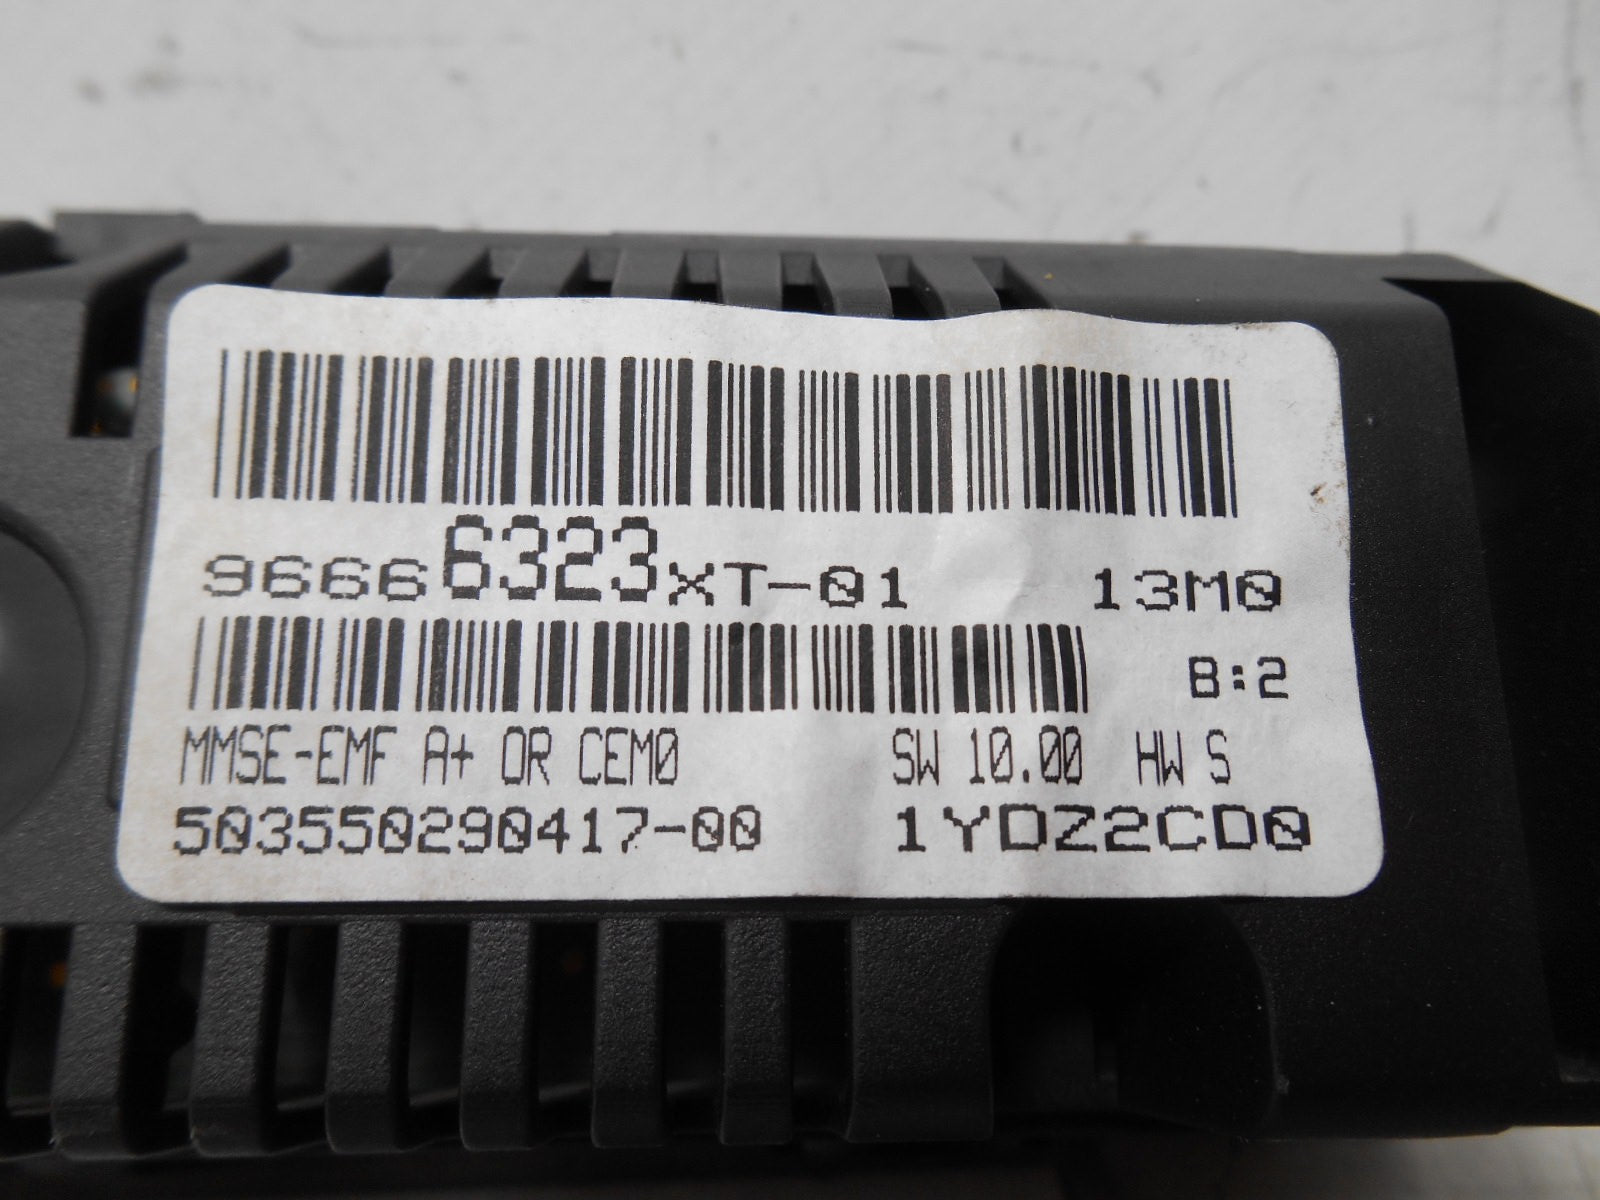 96666323XT-01 13M0
B:2
MMSE-EMF A+ OR CEM0 SW 10.00 HW S
503550290417-00 1YDZ2CD0